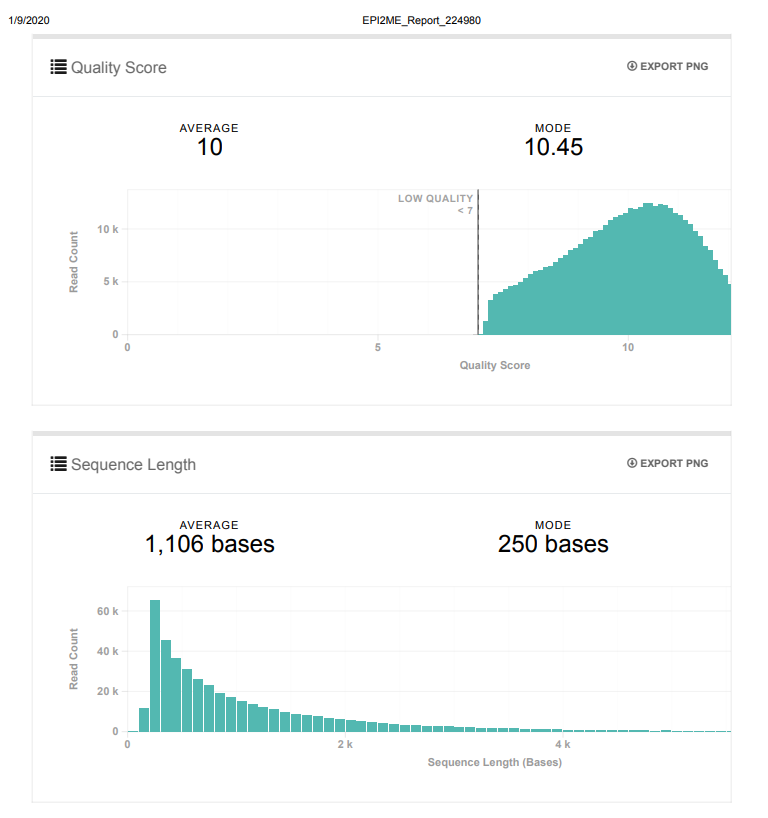 1/9/2020 EPI2ME_Report_224980
Quality Score EXPORT PNG
AVERAGE MODE
10 10.45
LOW QUALITY
< 7
10 k
5 k
0
Read Count
0 5 10
Quality Score
Sequence Length EXPORT PNG
AVERAGE MODE
1,106 bases 250 bases
60 k
40 k
20 k
0
Read Count
0 2 k 4 k
Sequence Length (Bases)